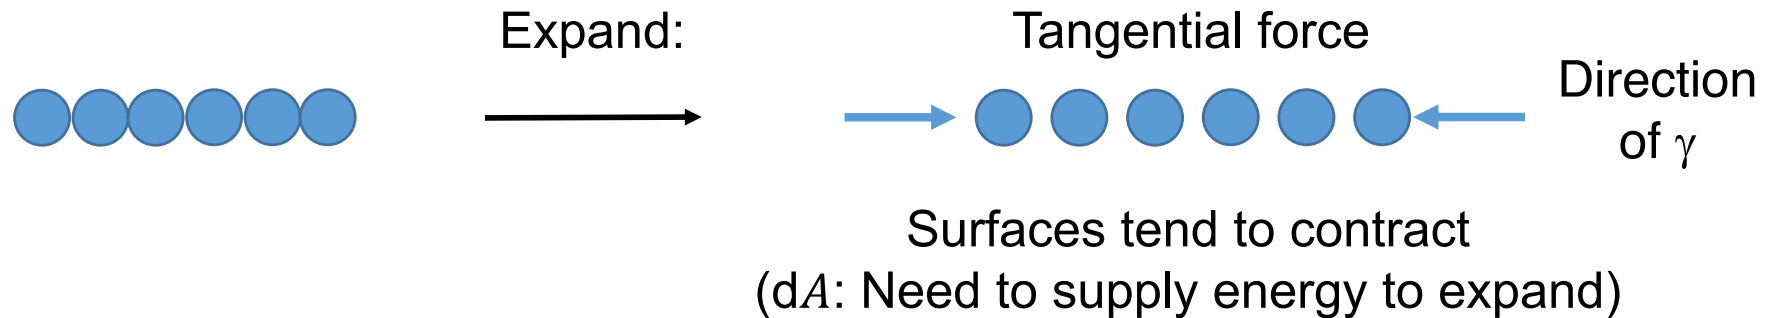 Expand:
Tangential force
Direction
of γ
Surfaces tend to contract
(dA: Need to supply energy to expand)